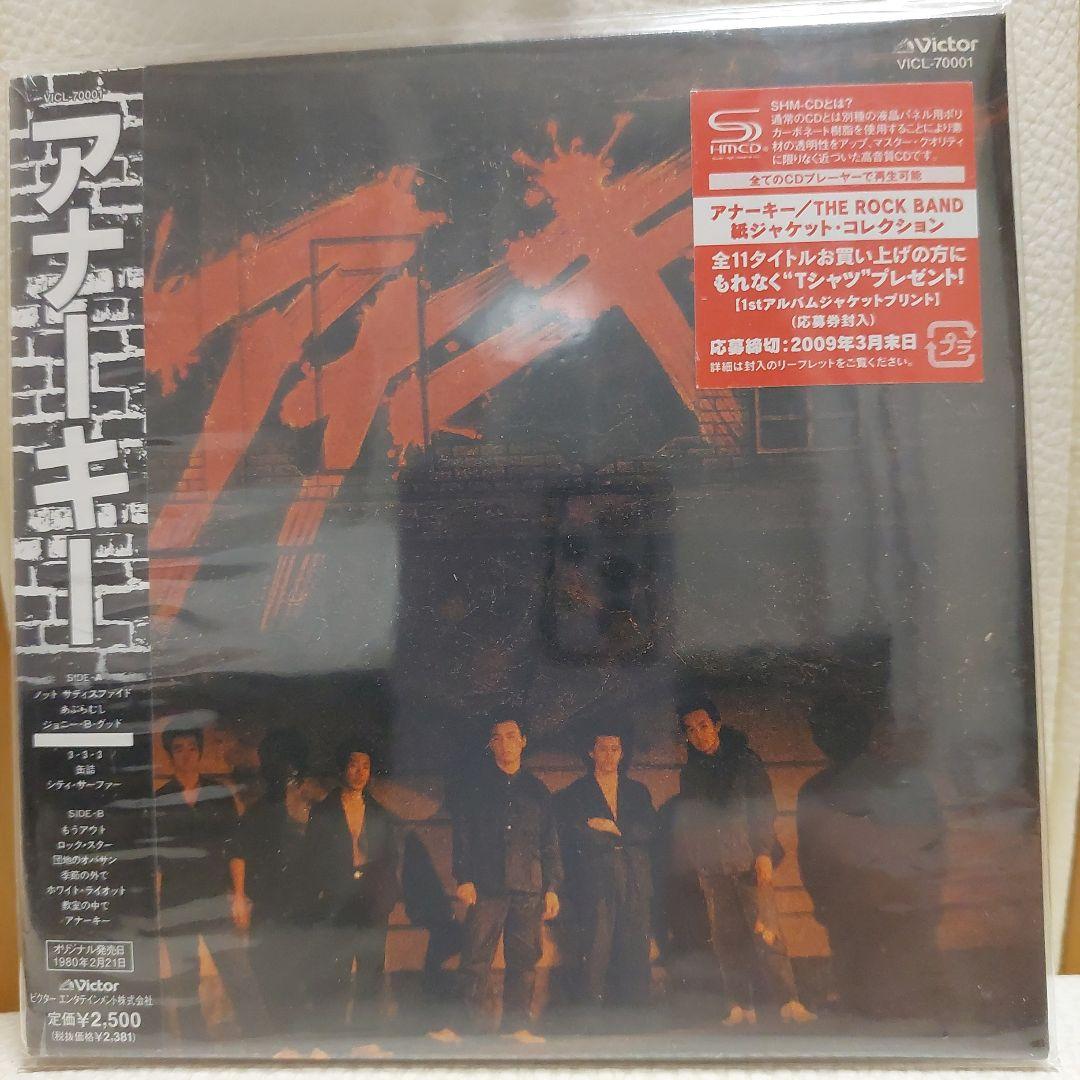 VICL-70001
アナーキー
SIDE-A
ノット サティスファイド
あぶらむし
ジョニー・B・グッド
3・3・3
缶詰
シティ・サーファー
SIDE-B
もうアウト
ロック・スター
団地のオバサン
季節の外で
ホワイト・ライオット
教室の中で
アナーキー
オリジナル発売日
1980年2月21日
Victor
ビクター エンタテインメント株式会社
定価¥2,500
(税抜価格¥2,381)
Victor
VICL-70001
SHM-CD
SHM-CDとは?
通常のCDとは別種の液晶パネル用ポリ
カーボネート樹脂を使用することにより素
材の透明性をアップ、マスター・クオリティ
に限りなく近づいた高音質CDです。
全てのCDプレーヤーで再生可能
アナーキー/THE ROCK BAND
紙ジャケット・コレクション
全11タイトルお買い上げの方に
もれなく“Tシャツ”プレゼント!
【1stアルバムジャケットプリント】
(応募券封入)
応募締切:2009年3月末日
プラ
詳細は封入のリーフレットをご覧ください。